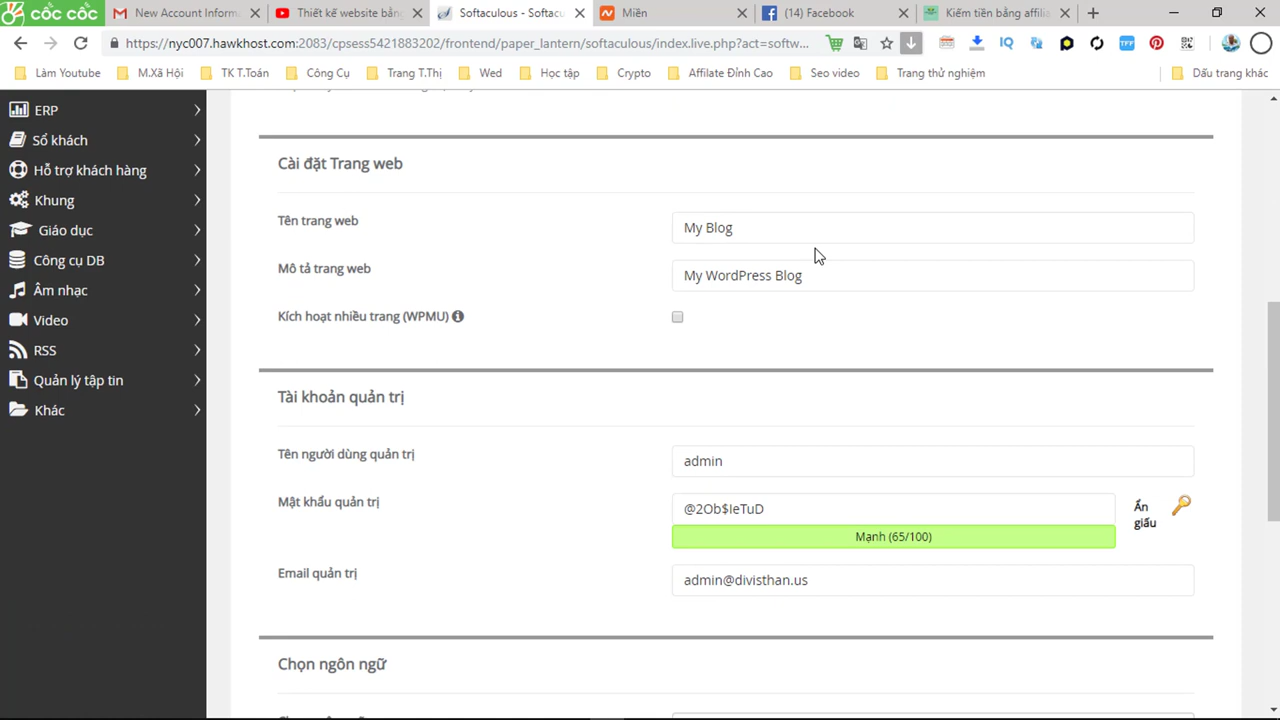 cốc cốc
New Account Informa
Thiết kế website bằng
Softaculous - Softacu
Miền
(14) Facebook
Kiếm tiền bằng affilia
https://nyc007.hawkhost.com:2083/cpsess5421883202/frontend/paper_lantern/softaculous/index.live.php?act=softw...
Làm Youtube
M.Xã Hội
TK T.Toán
Công Cụ
Trang T.Thị
Wed
Học tập
Crypto
Affilate Đỉnh Cao
Seo video
Trang thử nghiệm
Dấu trang khác
ERP
Sổ khách
Hỗ trợ khách hàng
Khung
Giáo dục
Công cụ DB
Âm nhạc
Video
RSS
Quản lý tập tin
Khác
Cài đặt Trang web
Tên trang web
My Blog
Mô tả trang web
My WordPress Blog
Kích hoạt nhiều trang (WPMU)
Tài khoản quản trị
Tên người dùng quản trị
admin
Mật khẩu quản trị
@2Ob$IeTuD
Ẩn
giấu
Mạnh (65/100)
Email quản trị
admin@divisthan.us
Chọn ngôn ngữ